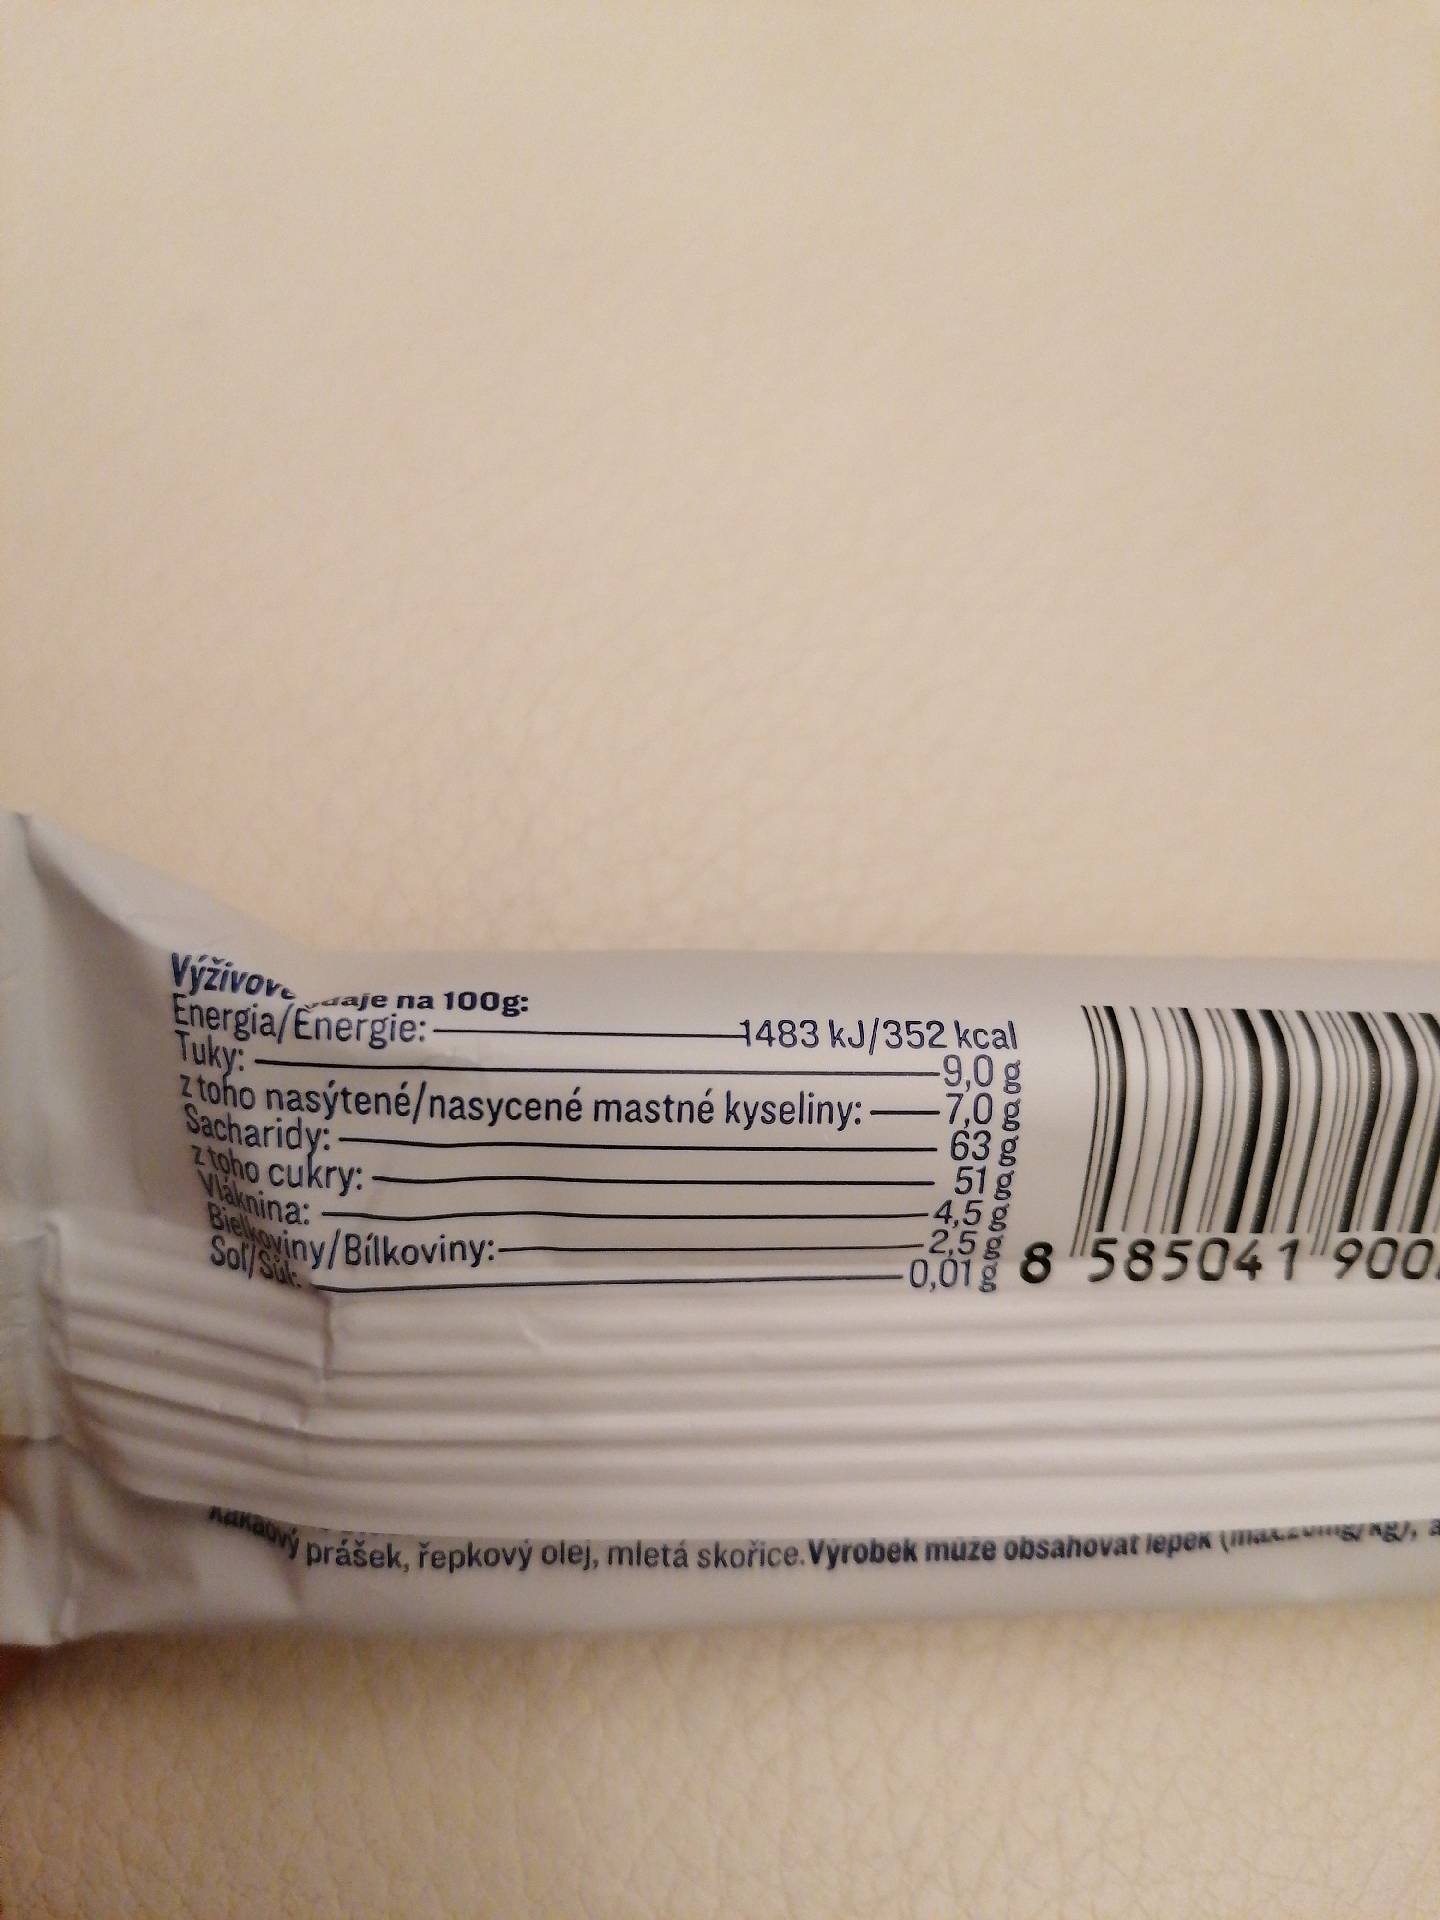 na 100g:
Energia/Energie: 1483 kJ/352 kcal
Tuky: 9,0 g
z toho nasýtené/nasycené mastné kyseliny: 7,0 g
Sacharidy: 63 g
z toho cukry: 51 g
Vláknina: 4,5 g
Bielkoviny/Bílkoviny: 2,5 g
Soľ/Sůl: 0,01 g
8 585041 900
prášek, řepkový olej, mletá skořice. Výrobek může obsahovat lepek